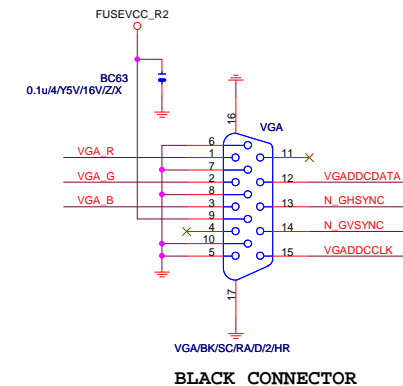 FUSEVCC_R2
BC63
0.1u/4/Y5V/16V/Z/X
16
VGA
6
VGA_R
1
11
7
VGA_G
2
12
VGADDCDATA
8
VGA_B
3
13
N_GHSYNC
9
4
14
N_GVSYNC
10
5
15
VGADDCCLK
17
VGA/BK/SC/RA/D/2/HR
BLACK CONNECTOR